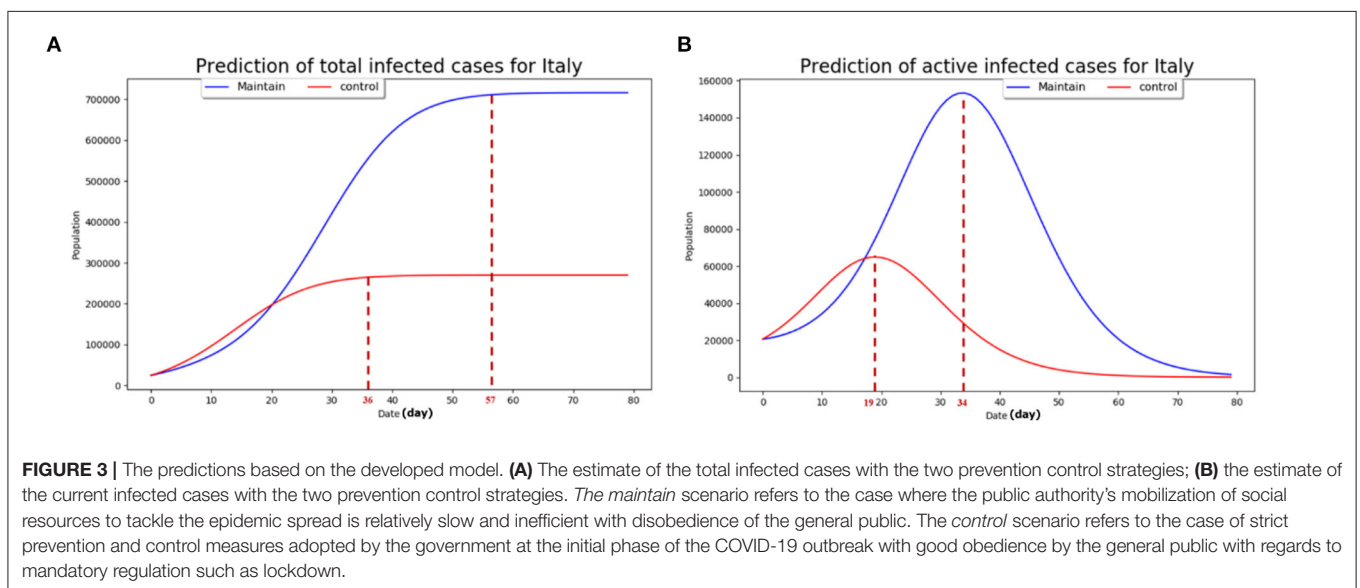 A
Prediction of total infected cases for Italy
Maintain control
700000
600000
500000
400000
300000
200000
100000
0
Population
0 10 20 30 36 40 50 57 60 70 80
Date (day)
B
Prediction of active infected cases for Italy
Maintain control
160000
140000
120000
100000
80000
60000
40000
20000
0
Population
0 10 19 20 30 34 40 50 60 70 80
Date (day)
FIGURE 3 | The predictions based on the developed model. (A) The estimate of the total infected cases with the two prevention control strategies; (B) the estimate of
the current infected cases with the two prevention control strategies. The maintain scenario refers to the case where the public authority's mobilization of social
resources to tackle the epidemic spread is relatively slow and inefficient with disobedience of the general public. The control scenario refers to the case of strict
prevention and control measures adopted by the government at the initial phase of the COVID-19 outbreak with good obedience by the general public with regards to
mandatory regulation such as lockdown.